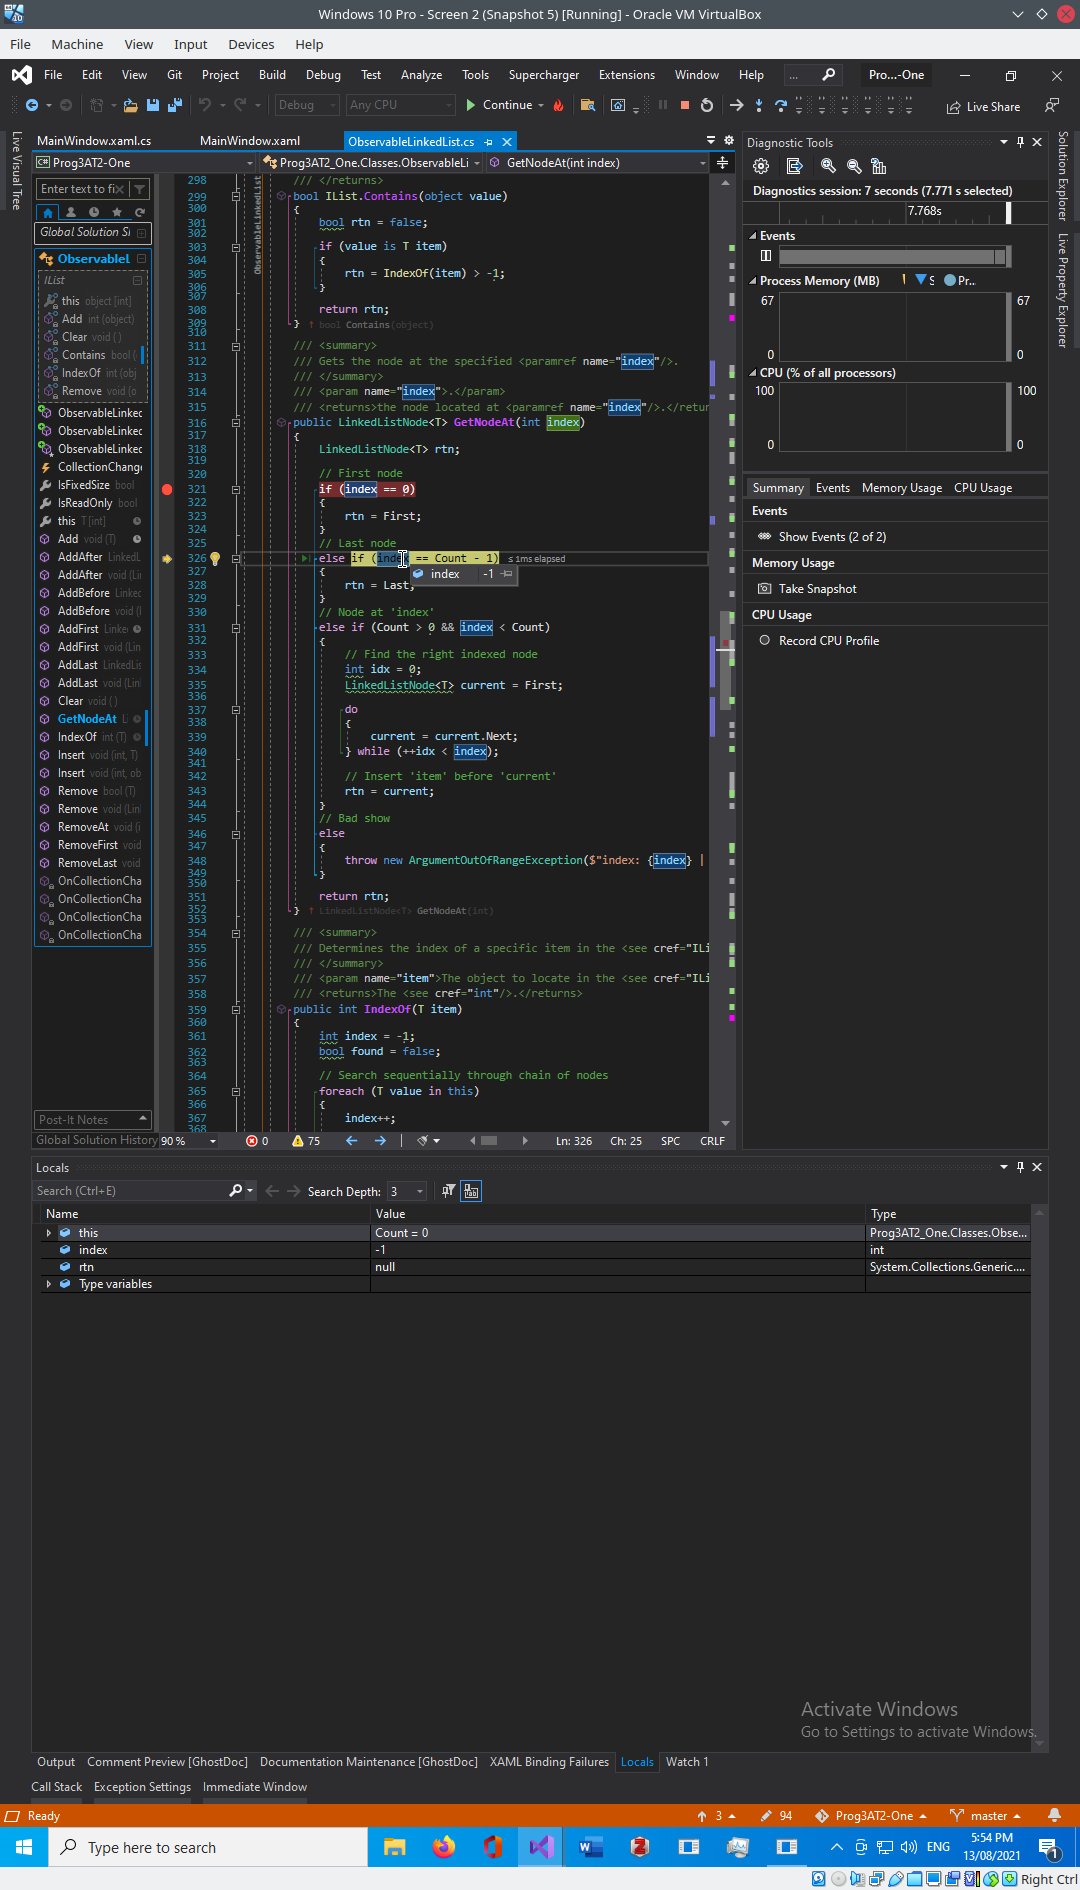 Windows 10 Pro - Screen 2 (Snapshot 5) [Running] - Oracle VM VirtualBox
File Machine View Input Devices Help
File Edit View Git Project Build Debug Test Analyze Tools Supercharger Extensions Window Help ... Pro...-One
Debug Any CPU Continue Live Share
Live Visual Tree
MainWindow.xaml.cs MainWindow.xaml ObservableLinkedList.cs
Prog3AT2-One Prog3AT2_One.Classes.ObservableLi GetNodeAt(int index)
Enter text to fi
Global Solution S
Observablel
IList
this object [int]
Add int (object)
Clear void ( )
Contains bool (
IndexOf int (obj
Remove void (o
ObservableLinkec
ObservableLinkec
ObservableLinkec
CollectionChange
IsFixedSize bool
IsReadOnly bool
this T [int]
Add void (T)
AddAfter LinkedL
AddAfter void (Lin
AddBefore Linked
AddBefore void (
AddFirst Linke
AddFirst void (Lin
AddLast LinkedLis
AddLast void (Lin
Clear void ( )
GetNodeAt L
IndexOf int (T)
Insert void (int, T)
Insert void (int, ob
Remove bool (T)
Remove void (Lin
RemoveAt void (i
RemoveFirst void
RemoveLast void
OnCollectionCha
OnCollectionCha
OnCollectionCha
OnCollectionCha
Post-It Notes
Global Solution History
ObservableLinkedList
298 /// </returns>
299 bool IList.Contains(object value)
300 {
301 bool rtn = false;
302
303 if (value is T item)
304 {
305 rtn = IndexOf(item) > -1;
306 }
307
308 return rtn;
309 } ↑ bool Contains(object)
310
311 /// <summary>
312 /// Gets the node at the specified <paramref name="index"/>.
313 /// </summary>
314 /// <param name="index">.</param>
315 /// <returns>the node located at <paramref name="index"/>.</retur
316 public LinkedListNode<T> GetNodeAt(int index)
317 {
318 LinkedListNode<T> rtn;
319
320 // First node
321 if (index == 0)
322 {
323 rtn = First;
324 }
325 // Last node
326 else if (index == Count - 1) ≤ 1ms elapsed
index -1
327 {
328 rtn = Last;
329 }
330 // Node at 'index'
331 else if (Count > 0 && index < Count)
332 {
333 // Find the right indexed node
334 int idx = 0;
335 LinkedListNode<T> current = First;
336
337 do
338 {
339 current = current.Next;
340 } while (++idx < index);
341
342 // Insert 'item' before 'current'
343 rtn = current;
344 }
345 // Bad show
346 else
347 {
348 throw new ArgumentOutOfRangeException($"index: {index} |
349 }
350
351 return rtn;
352 } ↑ LinkedListNode<T> GetNodeAt(int)
353
354 /// <summary>
355 /// Determines the index of a specific item in the <see cref="ILi
356 /// </summary>
357 /// <param name="item">The object to locate in the <see cref="ILi
358 /// <returns>The <see cref="int"/>.</returns>
359 public int IndexOf(T item)
360 {
361 int index = -1;
362 bool found = false;
363
364 // Search sequentially through chain of nodes
365 foreach (T value in this)
366 {
367 index++;
368
90 % 0 75 Ln: 326 Ch: 25 SPC CRLF
Diagnostic Tools
Diagnostics session: 7 seconds (7.771 s selected)
7.768s
Events
Process Memory (MB) S Pr...
67 67
0 0
CPU (% of all processors)
100 100
0 0
Summary Events Memory Usage CPU Usage
Events
Show Events (2 of 2)
Memory Usage
Take Snapshot
CPU Usage
Record CPU Profile
Solution Explorer
Live Property Explorer
Locals
Search (Ctrl+E) Search Depth: 3
Name Value Type
this Count = 0 Prog3AT2_One.Classes.Obse...
index -1 int
rtn null System.Collections.Generic....
Type variables
Activate Windows
Go to Settings to activate Windows.
Output Comment Preview [GhostDoc] Documentation Maintenance [GhostDoc] XAML Binding Failures Locals Watch 1
Call Stack Exception Settings Immediate Window
Ready 3 94 Prog3AT2-One master
Type here to search ENG 5:54 PM
13/08/2021 1
Right Ctrl